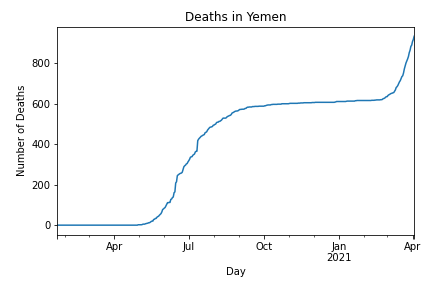 Deaths in Yemen
Number of Deaths
800
600
400
200
0
Apr
Jul
Oct
Jan
2021
Apr
Day